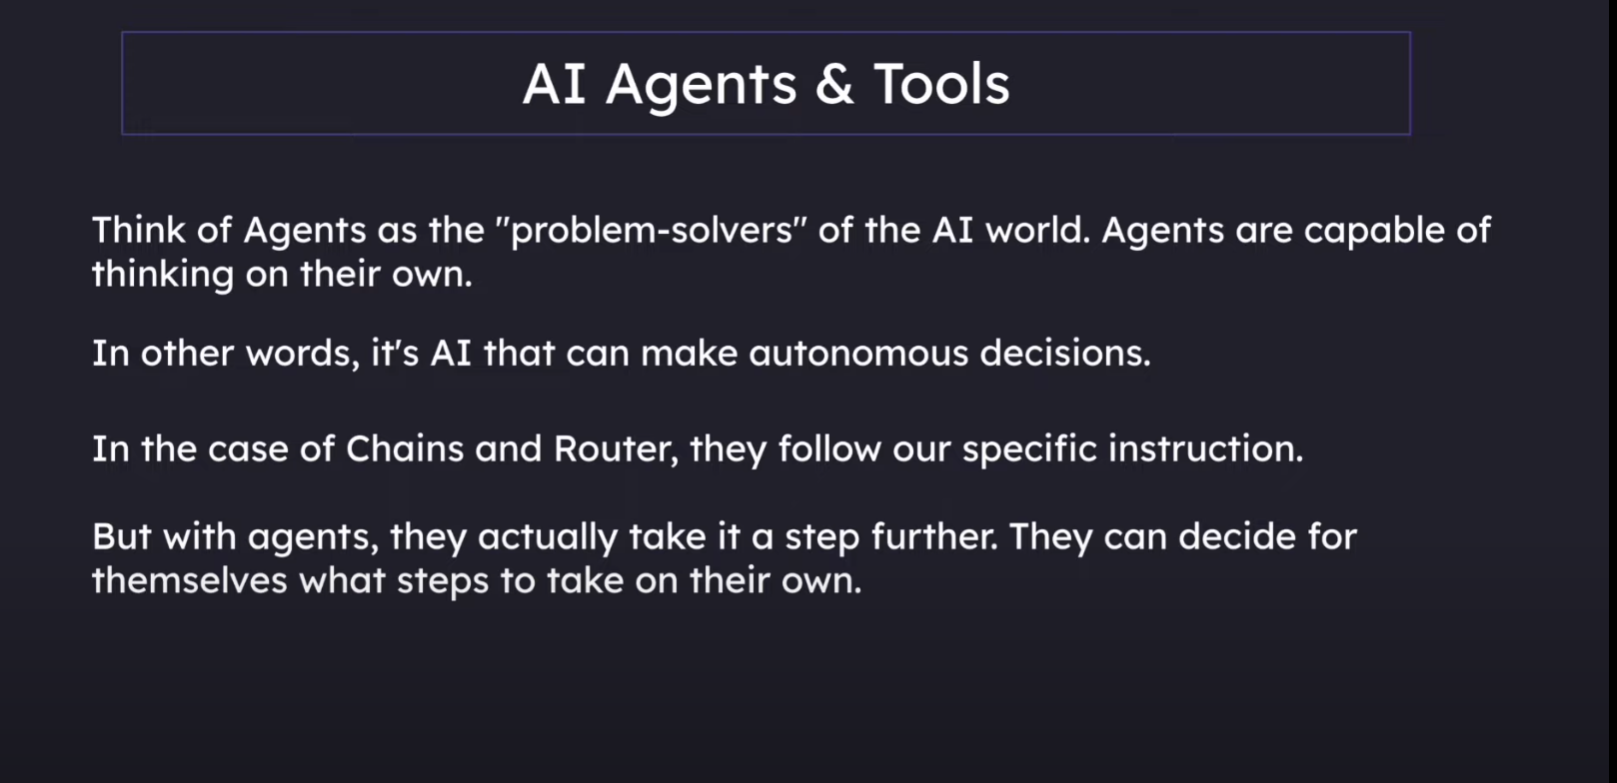 AI Agents & Tools
Think of Agents as the "problem-solvers" of the AI world. Agents are capable of
thinking on their own.
In other words, it's AI that can make autonomous decisions.
In the case of Chains and Router, they follow our specific instruction.
But with agents, they actually take it a step further. They can decide for
themselves what steps to take on their own.